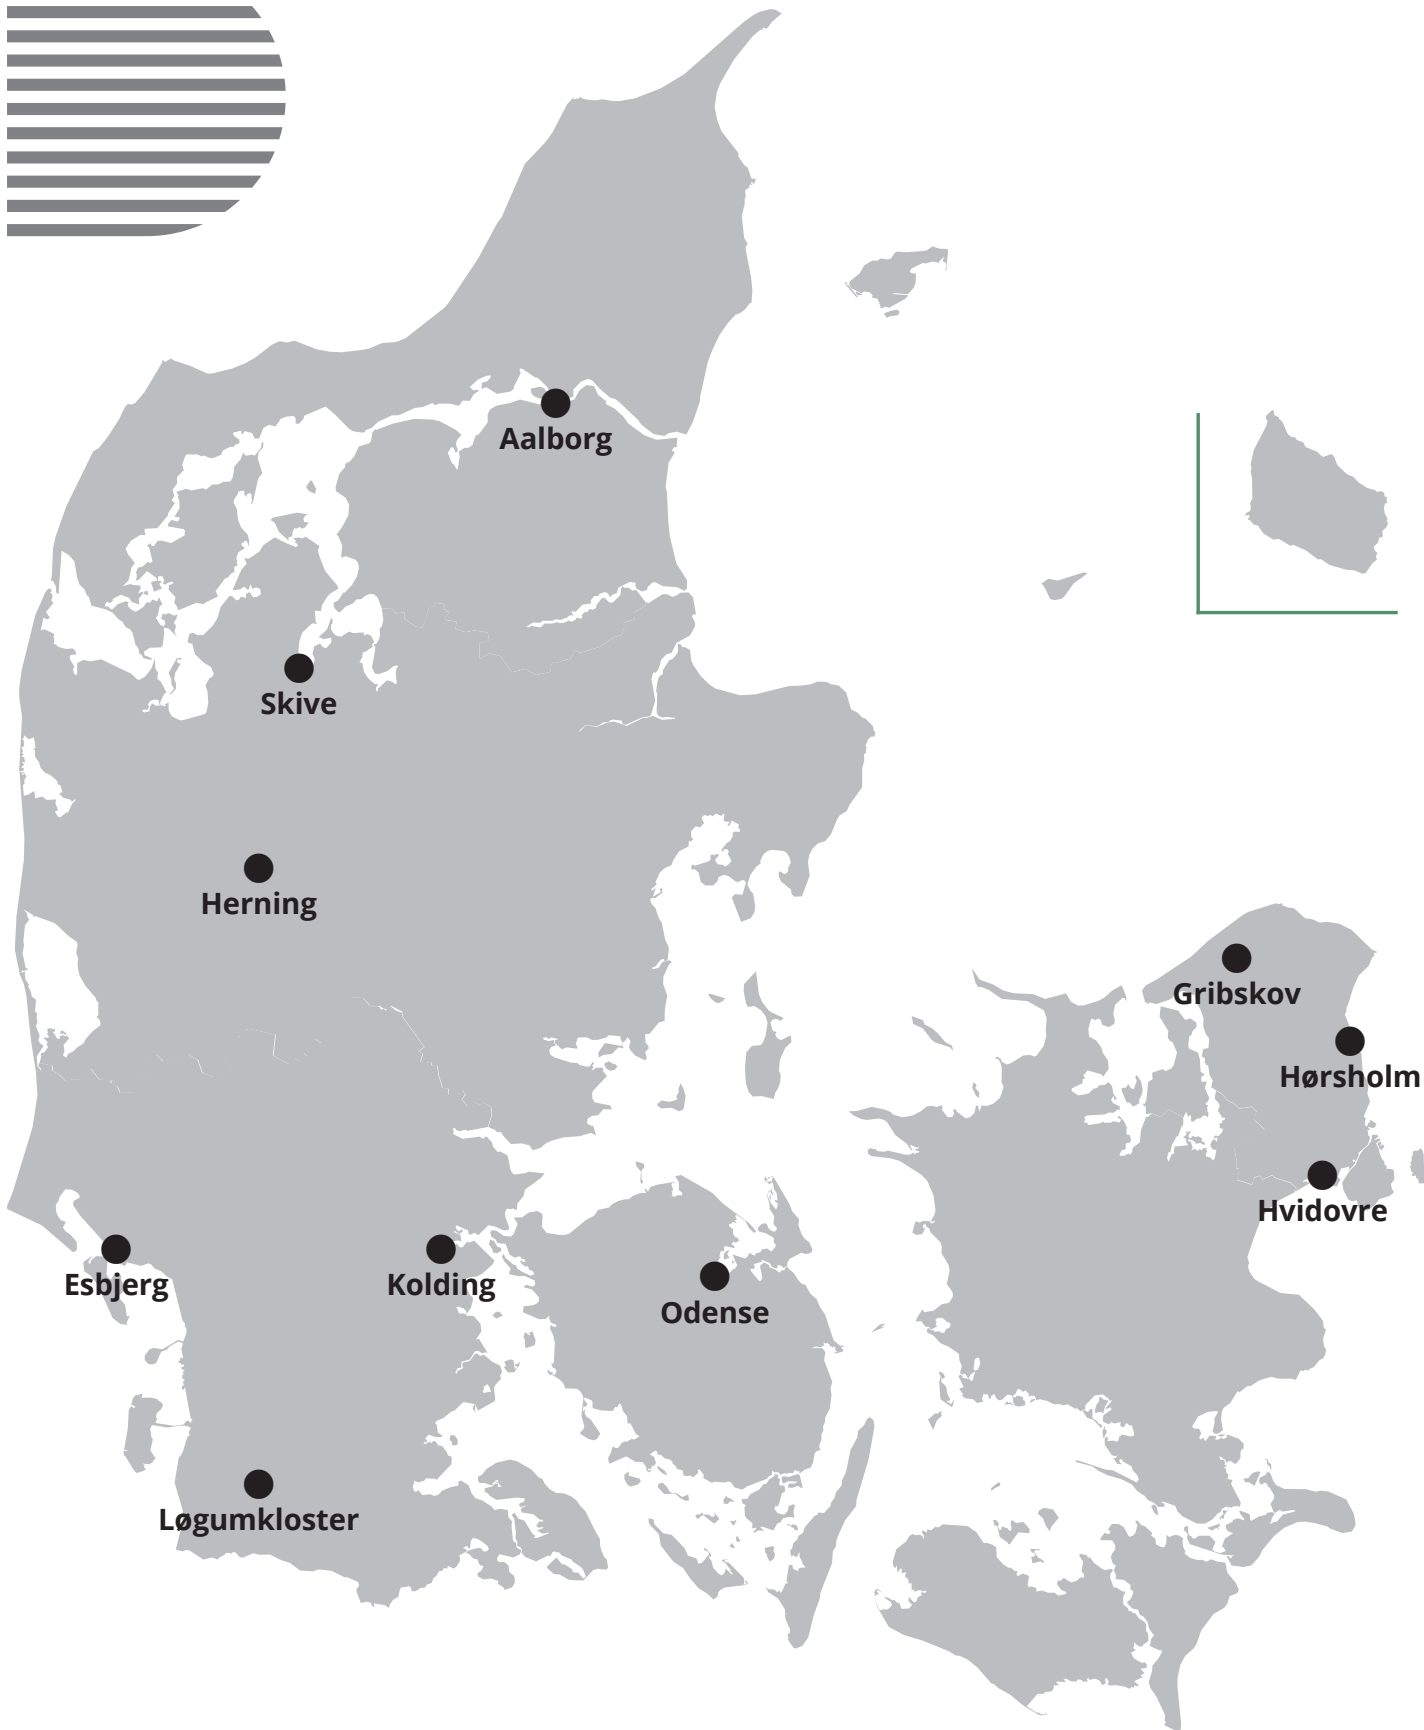 Aalborg
Skive
Herning
Gribskov
Hørsholm
Hvidovre
Esbjerg
Kolding
Odense
Løgumkloster